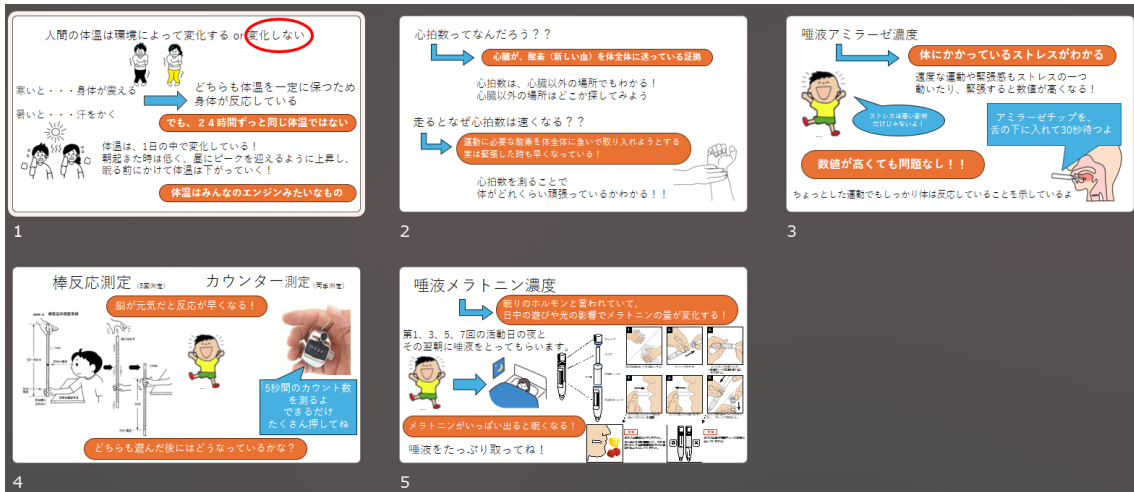 人間の体温は環境によって変化する or 変化しない
寒いと・・・身体が震える
どちらも体温を一定に保つため
身体が反応している
暑いと・・・汗をかく
でも、２４時間ずっと同じ体温ではない
体温は、1日の中で変化している！
朝起きた時は低く、昼にピークを迎えるように上昇し、
眠る前にかけて体温は下がっていく！
体温はみんなのエンジンみたいなもの
1
心拍数ってなんだろう？？
心臓が、酸素（新しい血）を体全体に送っている証拠
心拍数は、心臓以外の場所でもわかる！
心臓以外の場所はどこか探してみよう
走るとなぜ心拍数は速くなる？？
運動に必要な酸素を体全体に急いで取り入れようとする
実は緊張した時も早くなっている！
心拍数を測ることで
体がどれくらい頑張っているかわかる！！
2
唾液アミラーゼ濃度
体にかかっているストレスがわかる
適度な運動や緊張感もストレスの一つ
動いたり、緊張すると数値が高くなる！
ストレスは悪い影響
だけじゃないよ！
アミラーゼチップを、
舌の下に入れて30秒待つよ
数値が高くても問題なし！！
ちょっとした運動でもしっかり体は反応していることを示しているよ
3
棒反応測定 (5回測定)
カウンター測定 (両手測定)
脳が元気だと反応が早くなる！
5秒間のカウント数
を測るよ
できるだけ
たくさん押してね
どちらも遊んだ後にはどうなっているかな？
4
唾液メラトニン濃度
眠りのホルモンと言われていて、
日中の遊びや光の影響でメラトニンの量が変化する！
第1、3、5、7回の活動日の夜と
その翌朝に唾液をとってもらいます。
メラトニンがいっぱい出ると眠くなる！
唾液をたっぷり取ってね！
5